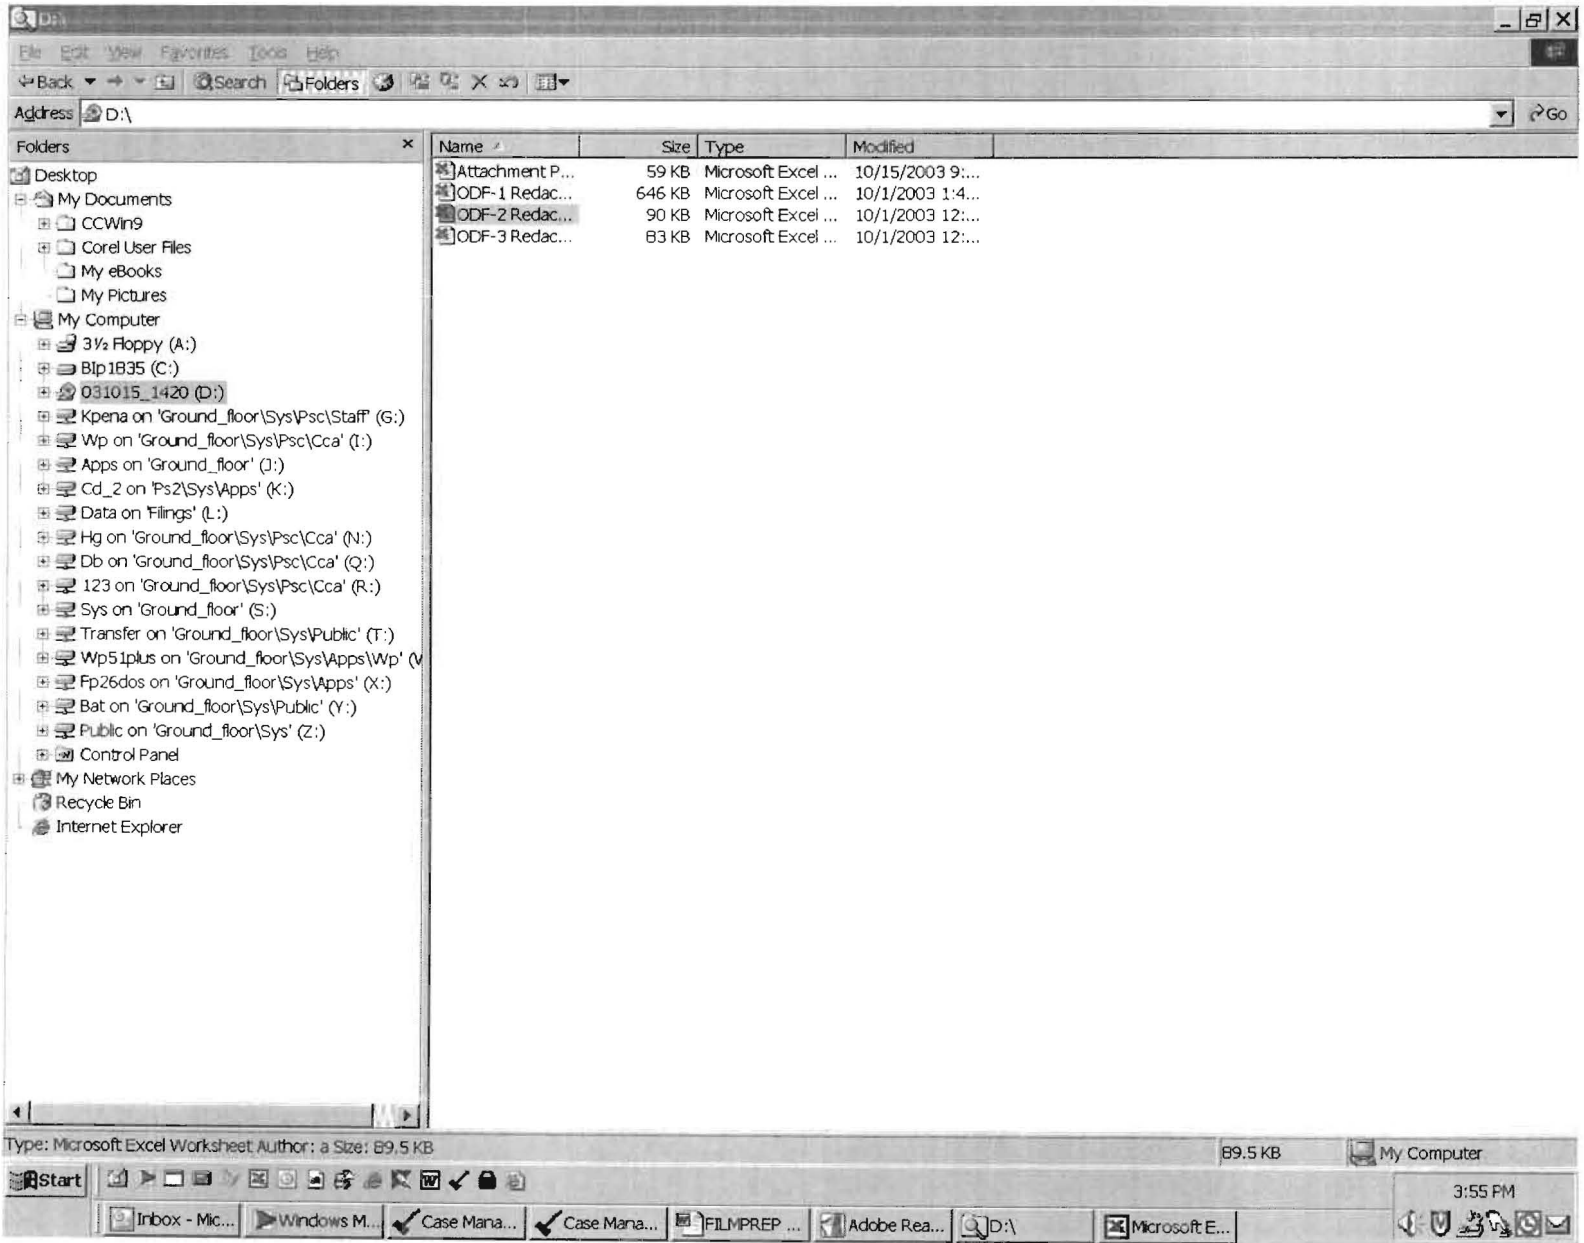 D:\
File Edit View Favorites Tools Help
Back Search Folders
Address D:\ Go
Folders ×
Name Size Type Modified
Desktop
My Documents
CCWin9
Corel User Files
My eBooks
My Pictures
My Computer
3½ Floppy (A:)
BIp1835 (C:)
031015_1420 (D:)
Kpena on 'Ground_floor\Sys\Psc\Staff' (G:)
Wp on 'Ground_floor\Sys\Psc\Cca' (I:)
Apps on 'Ground_floor' (J:)
Cd_2 on 'Ps2\Sys\Apps' (K:)
Data on 'Filings' (L:)
Hg on 'Ground_floor\Sys\Psc\Cca' (N:)
Db on 'Ground_floor\Sys\Psc\Cca' (Q:)
123 on 'Ground_floor\Sys\Psc\Cca' (R:)
Sys on 'Ground_floor' (S:)
Transfer on 'Ground_floor\Sys\Public' (T:)
Wp51plus on 'Ground_floor\Sys\Apps\Wp' (V
Fp26dos on 'Ground_floor\Sys\Apps' (X:)
Bat on 'Ground_floor\Sys\Public' (Y:)
Public on 'Ground_floor\Sys' (Z:)
Control Panel
My Network Places
Recycle Bin
Internet Explorer
Attachment P... 59 KB Microsoft Excel ... 10/15/2003 9:...
ODF-1 Redac... 646 KB Microsoft Excel ... 10/1/2003 1:4...
ODF-2 Redac... 90 KB Microsoft Excel ... 10/1/2003 12:...
ODF-3 Redac... 83 KB Microsoft Excel ... 10/1/2003 12:...
Type: Microsoft Excel Worksheet Author: a Size: 89.5 KB 89.5 KB My Computer
Start 3:55 PM
Inbox - Mic... Windows M... Case Mana... Case Mana... FILMPREP ... Adobe Rea... D:\ Microsoft E...